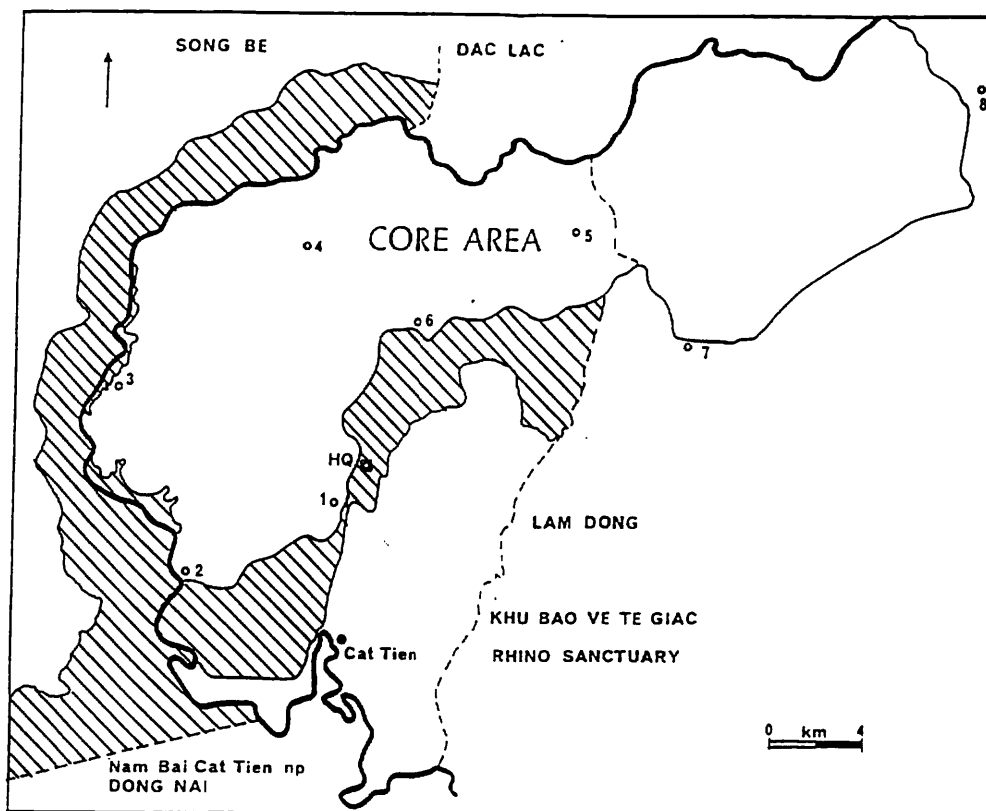 SONG BE
DAC LAC
8
CORE AREA
4
5
6
7
3
HQ
1
LAM DONG
2
KHU BAO VE TE GIAC
RHINO SANCTUARY
Cat Tien
0 km 4
Nam Bai Cat Tien np
DONG NAI